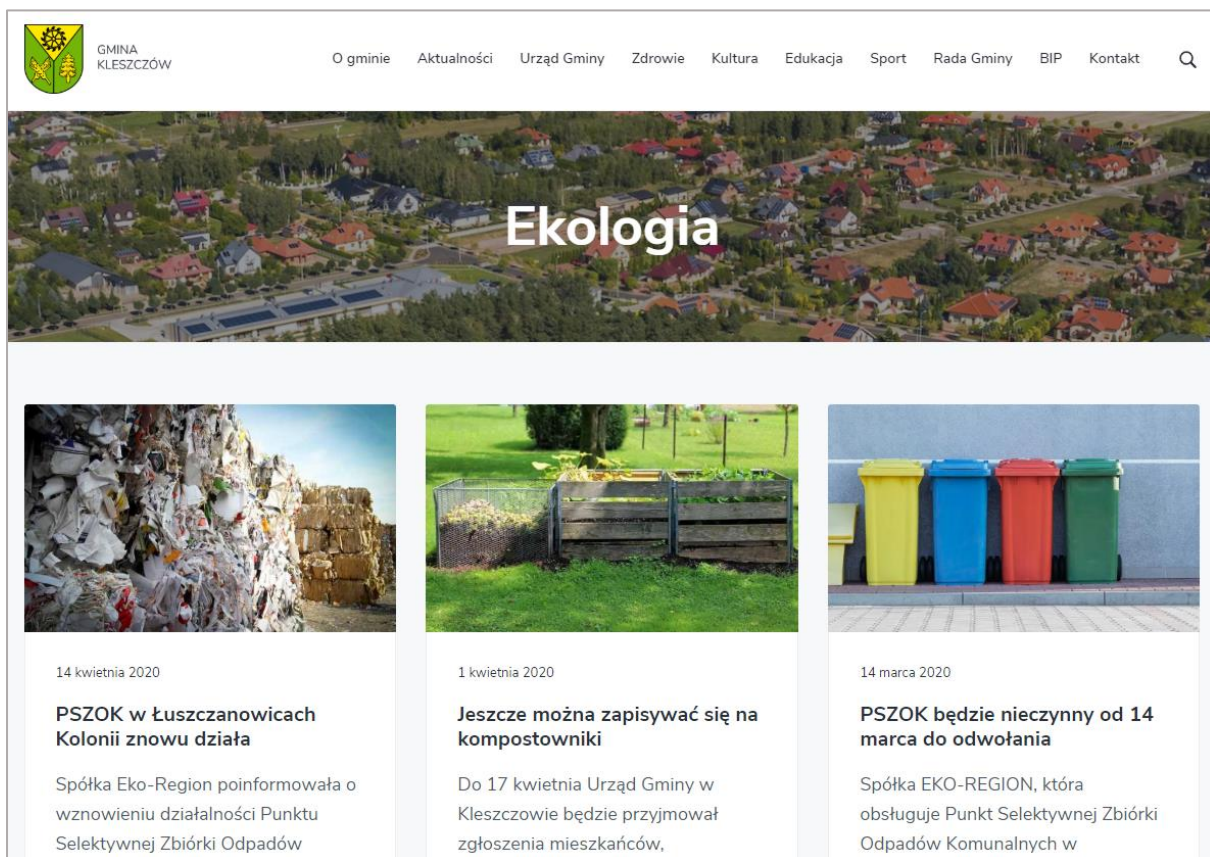 GMINA
KLESZCZÓW
O gminie Aktualności Urząd Gminy Zdrowie Kultura Edukacja Sport Rada Gminy BIP Kontakt
Ekologia
14 kwietnia 2020
PSZOK w Łuszczanowicach
Kolonii znowu działa
Spółka Eko-Region poinformowała o
wznowieniu działalności Punktu
Selektywnej Zbiórki Odpadów
1 kwietnia 2020
Jeszcze można zapisywać się na
kompostowniki
Do 17 kwietnia Urząd Gminy w
Kleszczowie będzie przyjmował
zgłoszenia mieszkańców,
14 marca 2020
PSZOK będzie nieczynny od 14
marca do odwołania
Spółka EKO-REGION, która
obsługuje Punkt Selektywnej Zbiórki
Odpadów Komunalnych w